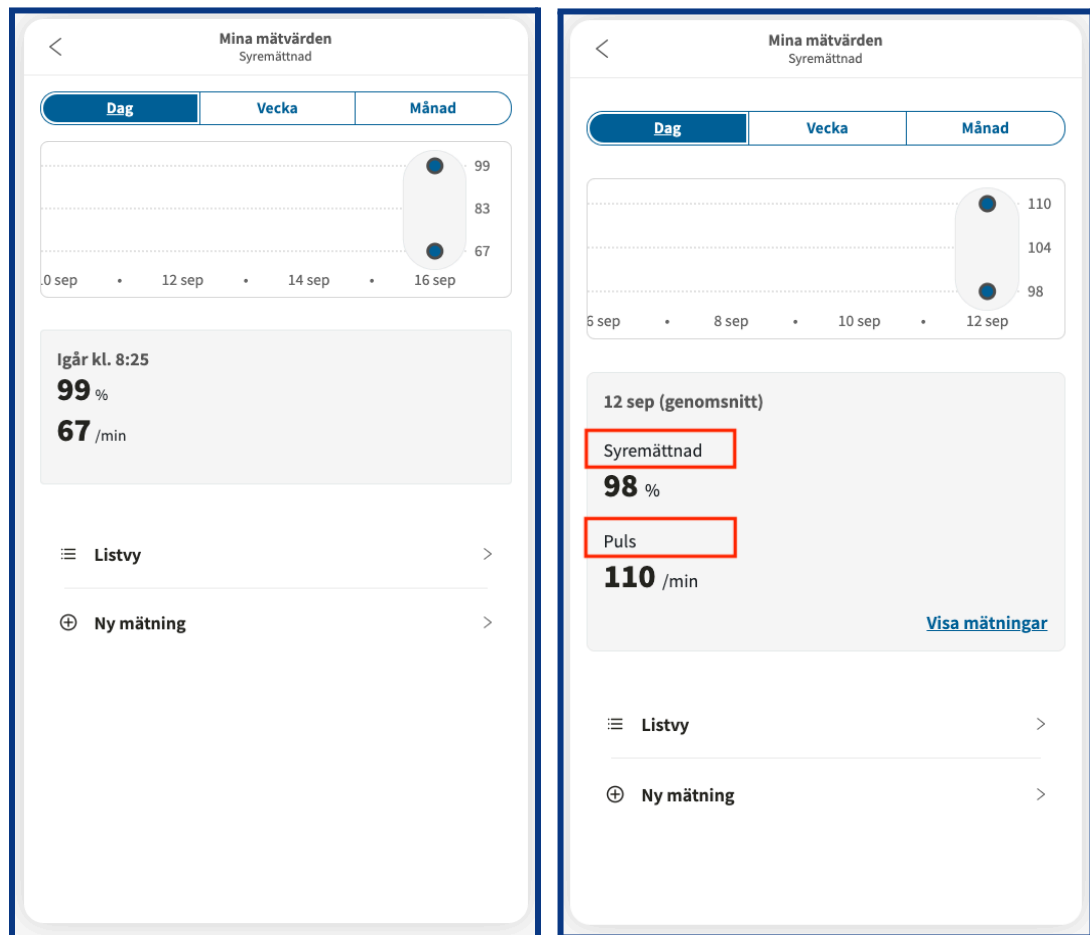 Mina mätvärden
Syremättnad
Dag Vecka Månad
99
83
67
.0 sep • 12 sep • 14 sep • 16 sep
Igår kl. 8:25
99 %
67 /min
Listvy
Ny mätning
Mina mätvärden
Syremättnad
Dag Vecka Månad
110
104
98
6 sep • 8 sep • 10 sep • 12 sep
12 sep (genomsnitt)
Syremättnad
98 %
Puls
110 /min
Visa mätningar
Listvy
Ny mätning